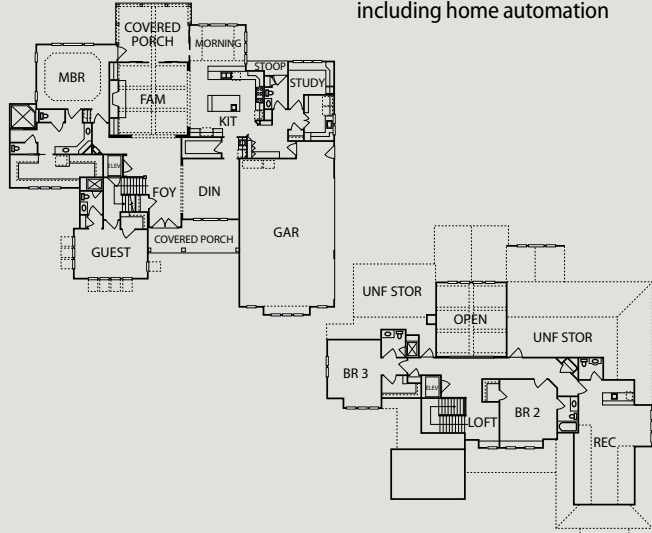 including home automation
COVERED
PORCH
MORNING
MBR
STOOP
STUDY
FAM
KIT
ELEV
FOY
DIN
GAR
COVERED PORCH
GUEST
UNF STOR
OPEN
UNF STOR
BR 3
ELEV
BR 2
LOFT
REC